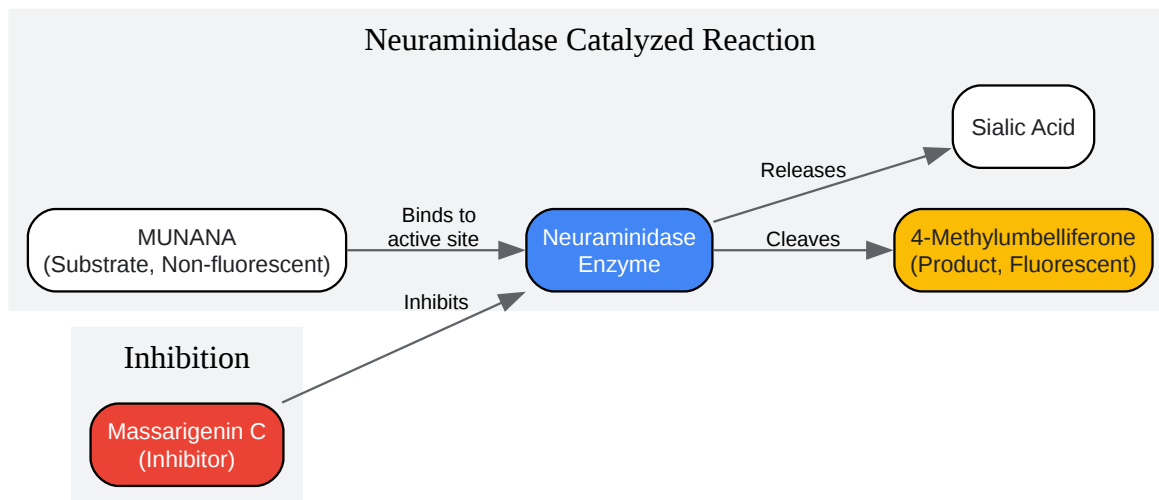 Neuraminidase Catalyzed Reaction
Sialic Acid
Releases
MUNANA
(Substrate, Non-fluorescent)
Binds to
active site
Neuraminidase
Enzyme
Cleaves
4-Methylumbelliferone
(Product, Fluorescent)
Inhibits
Inhibition
Massarigenin C
(Inhibitor)